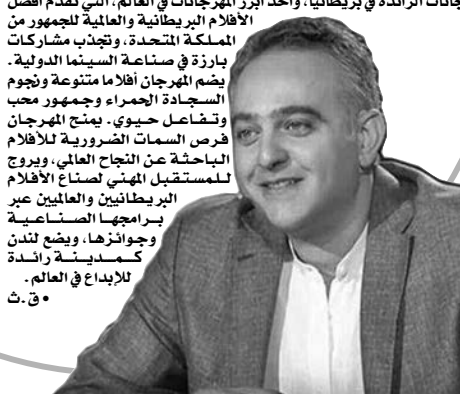 الرائدة في بريطانيا، وأحد أبرز المهرجانات في العالم، التي تقدم أفضل
الأفلام البريطانية والعالمية للجمهور من
المملكة المتحدة، وتجذب مشاركات
بارزة في صناعة السينما الدولية.
يضم المهرجان أفلاما متنوعة ونجوم
السجادة الحمراء وجمهور محب
وتفاعل حيوي. يمنح المهرجان
فرص السمات الضرورية للأفلام
الباحثة عن النجاح العالمي، ويروج
للمستقبل المهني لصناع الأفلام
البريطانيين والعالميين عبر
برامجها الصناعية
وجوائزها، ويضع لندن
كمدينة رائدة
للإبداع في العالم.
• ق.ث